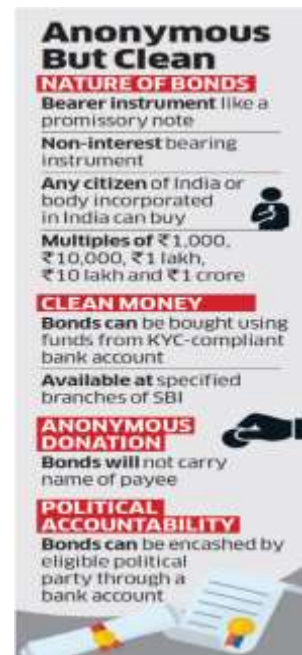 Anonymous
But Clean
NATURE OF BONDS
Bearer instrument like a
promissory note
Non-interest bearing
instrument
Any citizen of India or
body incorporated
in India can buy
Multiples of ₹1,000,
₹10,000, ₹1 lakh,
₹10 lakh and ₹1 crore
CLEAN MONEY
Bonds can be bought using
funds from KYC-compliant
bank account
Available at specified
branches of SBI
ANONYMOUS
DONATION
Bonds will not carry
name of payee
POLITICAL
ACCOUNTABILITY
Bonds can be encashed by
eligible political
party through a
bank account